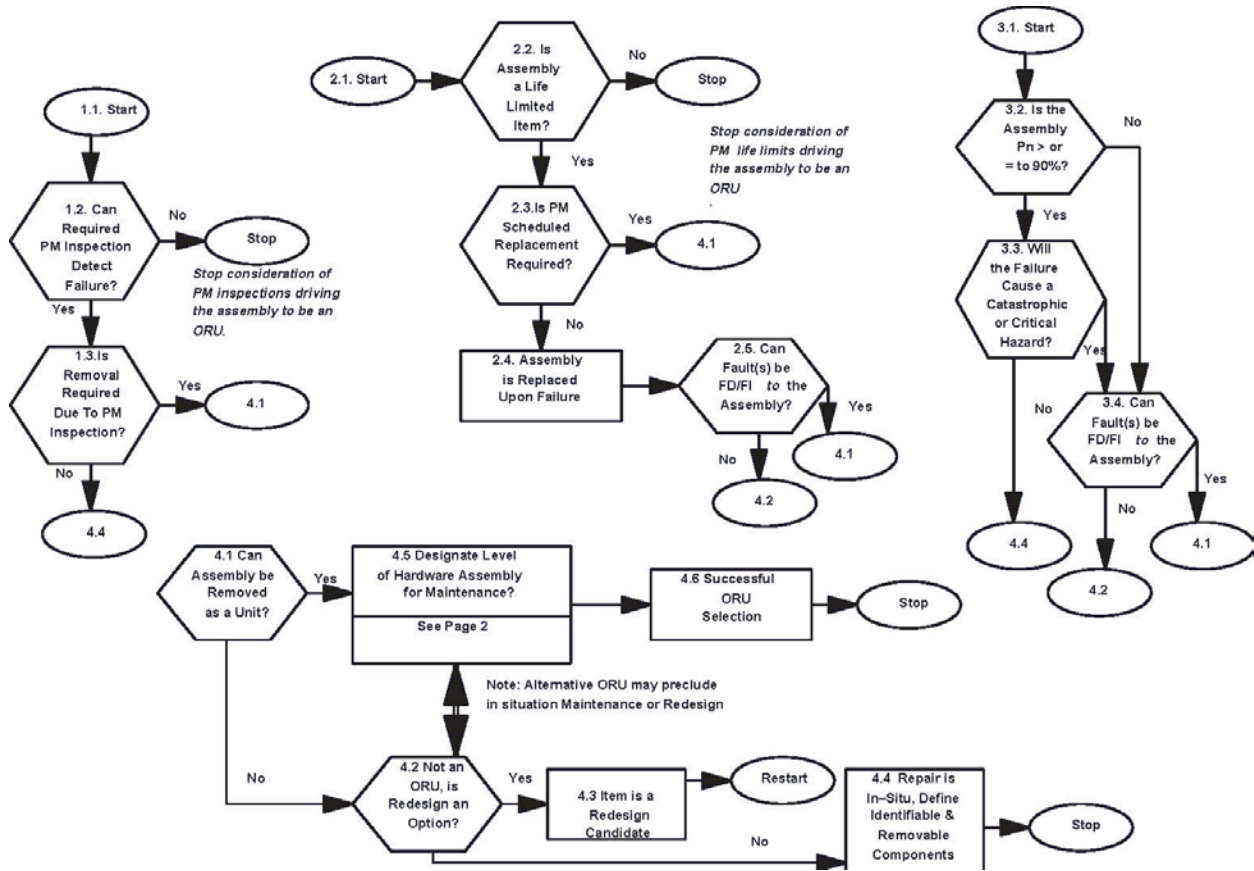 1.1. Start
1.2. Can
Required
PM Inspection
Detect
Failure?
No
Stop
Stop consideration of
PM inspections driving
the assembly to be an
ORU.
Yes
1.3.Is
Removal
Required
Due To PM
Inspection?
Yes
4.1
No
4.4
2.1. Start
2.2. Is
Assembly
a Life
Limited
Item?
No
Stop
Stop consideration of
PM life limits driving
the assembly to be an
ORU
.
Yes
2.3.Is PM
Scheduled
Replacement
Required?
Yes
4.1
No
2.4. Assembly
is Replaced
Upon Failure
2.5. Can
Fault(s) be
FD/FI to the
Assembly?
Yes
4.1
No
4.2
3.1. Start
3.2. Is the
Assembly
Pn > or
= to 90%?
No
Yes
3.3. Will
the Failure
Cause a
Catastrophic
or Critical
Hazard?
Yes
No
3.4. Can
Fault(s) be
FD/FI to the
Assembly?
Yes
No
4.4
4.1
4.2
4.1 Can
Assembly be
Removed
as a Unit?
Yes
4.5 Designate Level
of Hardware Assembly
for Maintenance?
See Page 2
4.6 Successful
ORU
Selection
Stop
Note: Alternative ORU may preclude
in situation Maintenance or Redesign
No
4.2 Not an
ORU, is
Redesign an
Option?
Yes
4.3 Item is a
Redesign
Candidate
Restart
No
4.4 Repair is
In–Situ, Define
Identifiable &
Removable
Components
Stop